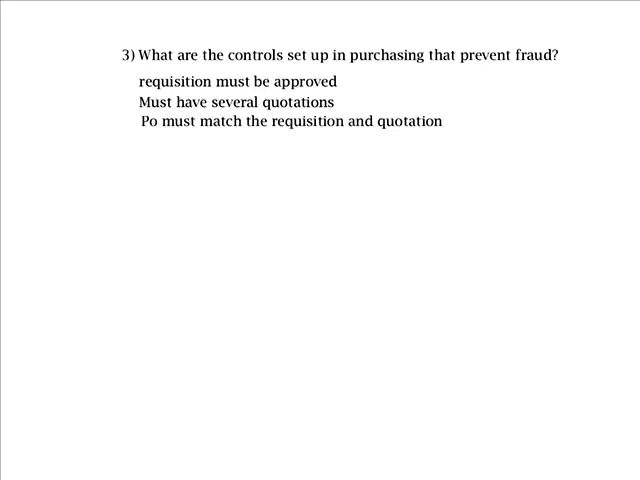 3) What are the controls set up in purchasing that prevent fraud?
requisition must be approved
Must have several quotations
Po must match the requisition and quotation